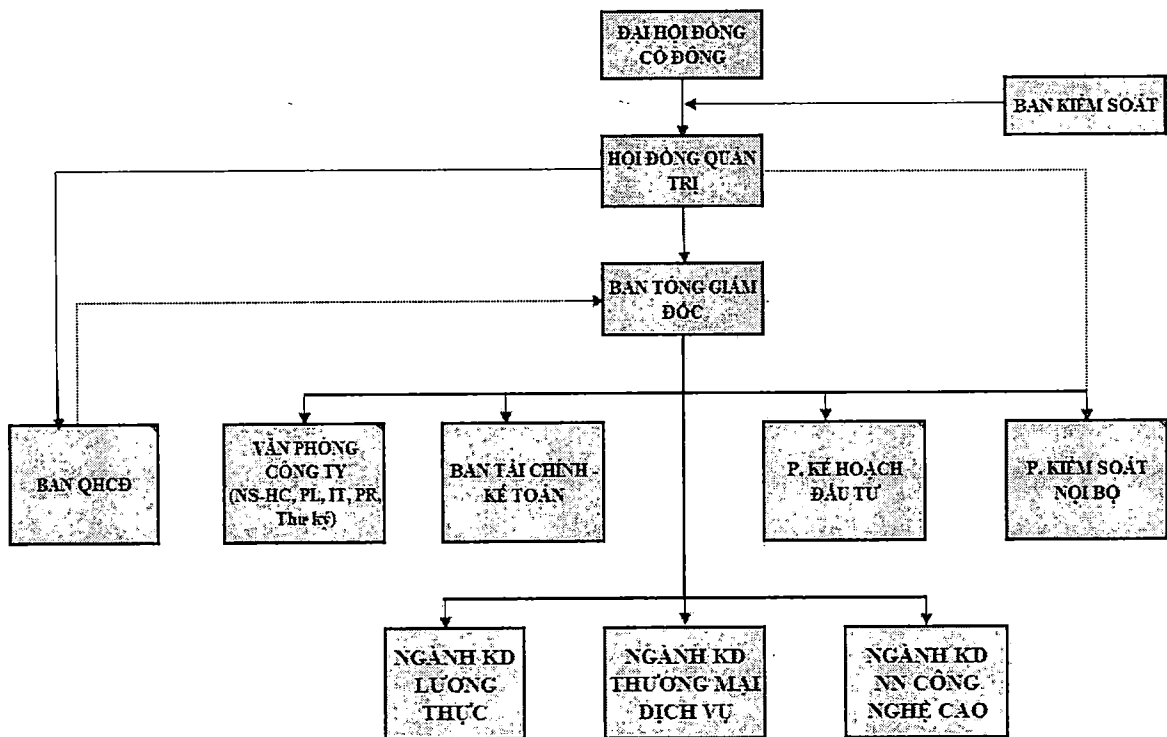 ĐẠI HỘI ĐỒNG
CỔ ĐÔNG
BAN KIỂM SOÁT
HỘI ĐỒNG QUẢN
TRỊ
BAN TỔNG GIÁM
ĐỐC
BAN QHCĐ
VĂN PHÒNG
CÔNG TY
(NS-HC, PL, IT, PR,
Thư ký)
BAN TÀI CHÍNH -
KẾ TOÁN
P. KẾ HOẠCH
ĐẦU TƯ
P. KIỂM SOÁT
NỘI BỘ
NGÀNH KD
LƯƠNG
THỰC
NGÀNH KD
THƯƠNG MẠI
DỊCH VỤ
NGÀNH KD
NN CÔNG
NGHỆ CAO